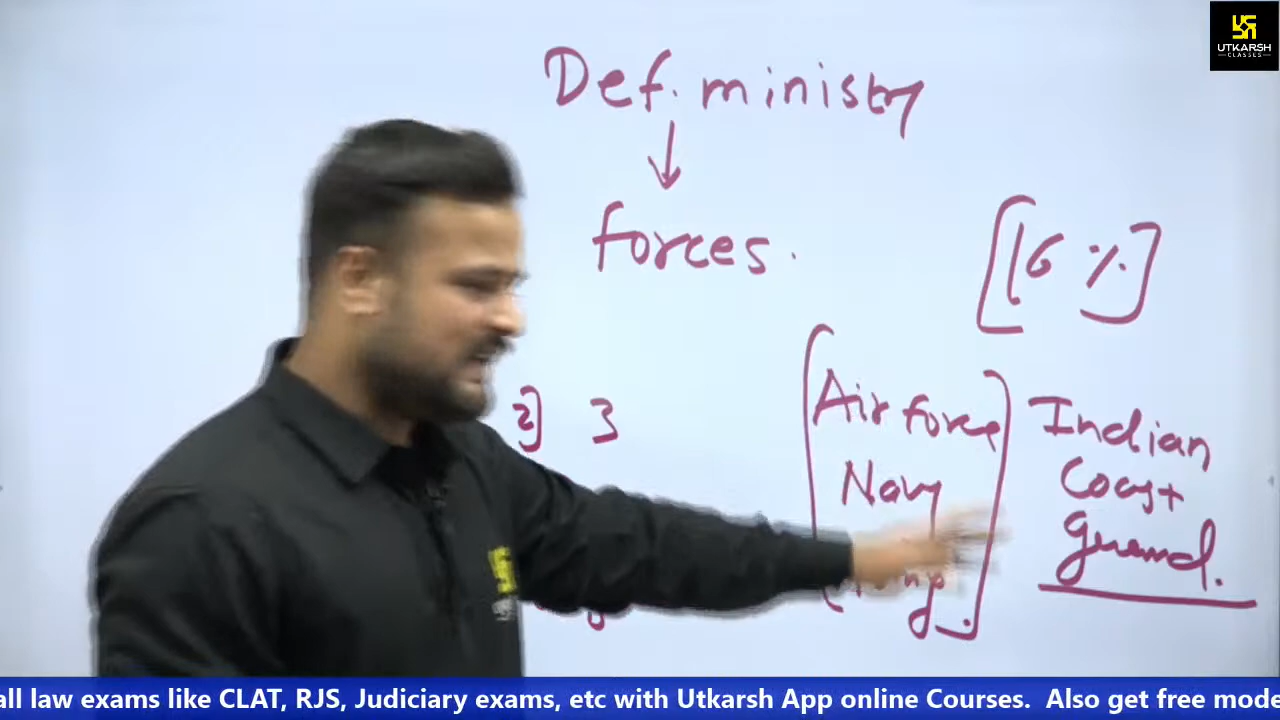 UTKARSH
CLASSES
Def. ministry
forces.
[16 %]
2] 3
Air force
Navy
Indian
Coast
guard.
all law exams like CLAT, RJS, Judiciary exams, etc with Utkarsh App online Courses. Also get free mode